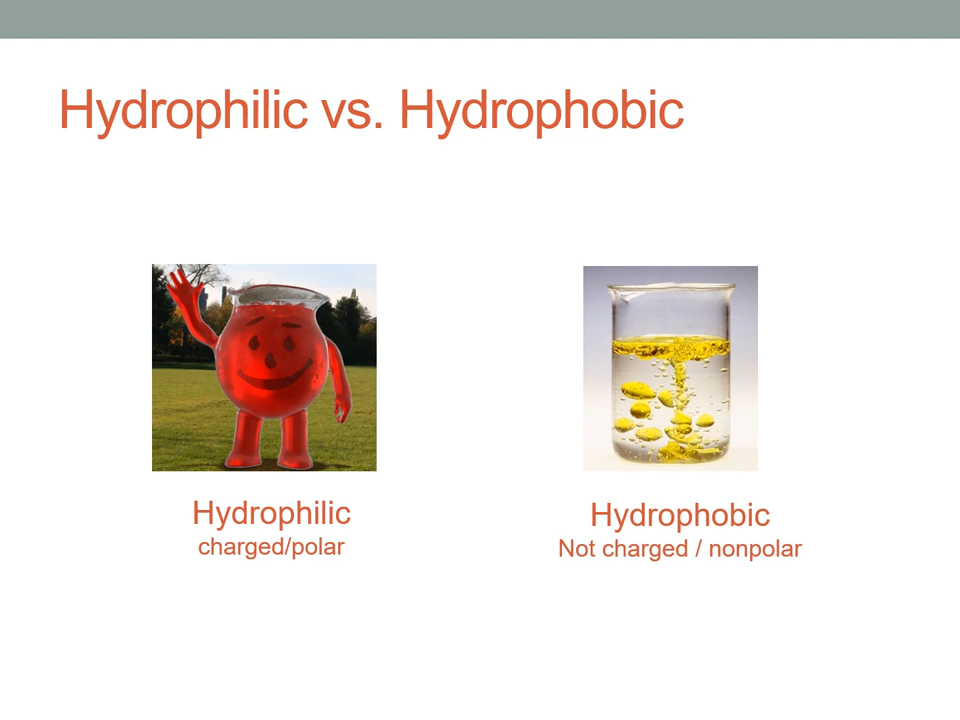 Hydrophilic vs. Hydrophobic
Hydrophilic
charged/polar
Hydrophobic
Not charged / nonpolar